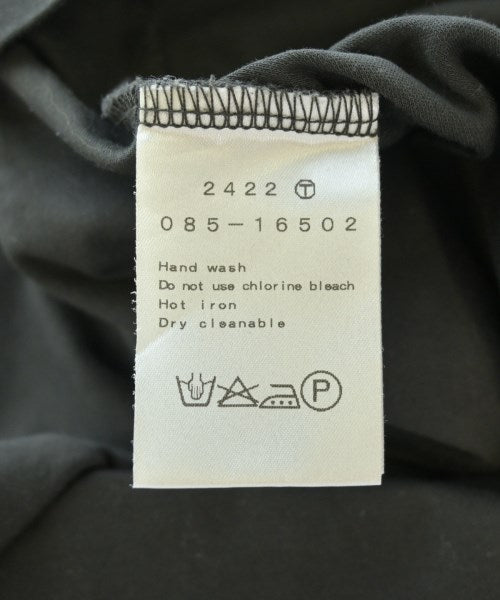 2422 Ⓣ
085-16502
Hand wash
Do not use chlorine bleach
Hot iron
Dry cleanable
P